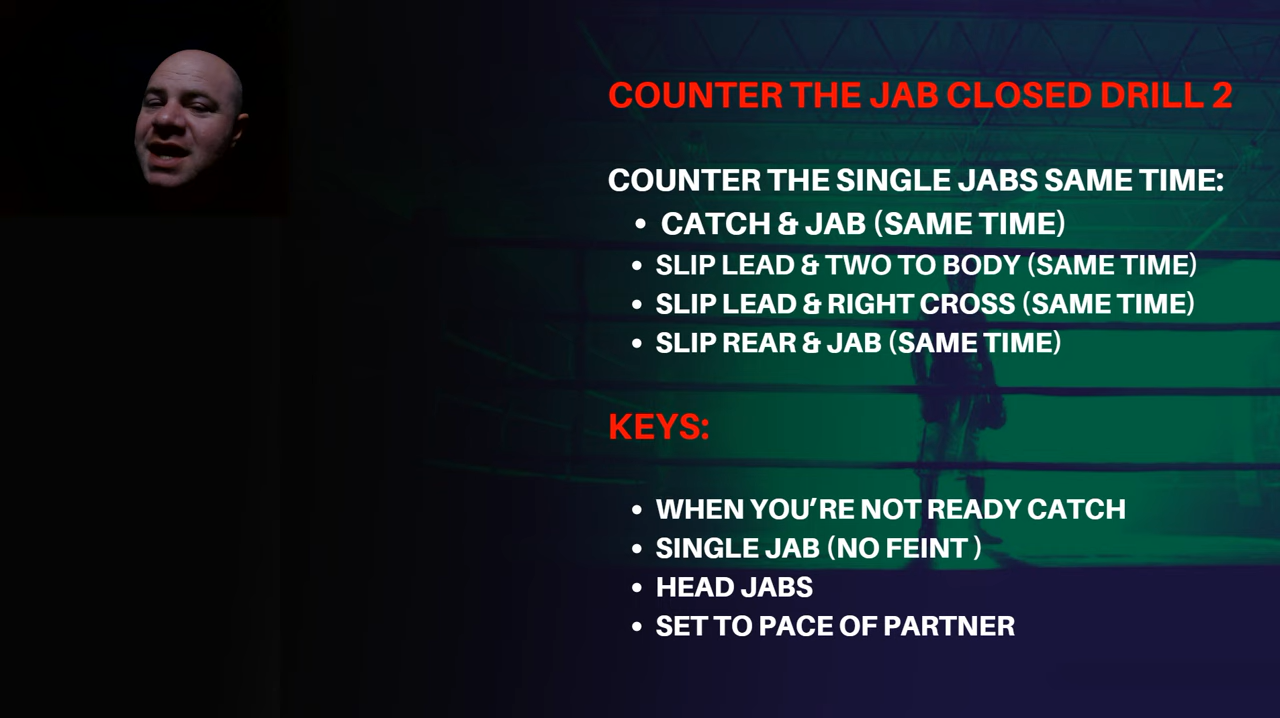 COUNTER THE JAB CLOSED DRILL 2
COUNTER THE SINGLE JABS SAME TIME:
• CATCH & JAB (SAME TIME)
• SLIP LEAD & TWO TO BODY (SAME TIME)
• SLIP LEAD & RIGHT CROSS (SAME TIME)
• SLIP REAR & JAB (SAME TIME)
KEYS:
• WHEN YOU'RE NOT READY CATCH
• SINGLE JAB (NO FEINT )
• HEAD JABS
• SET TO PACE OF PARTNER